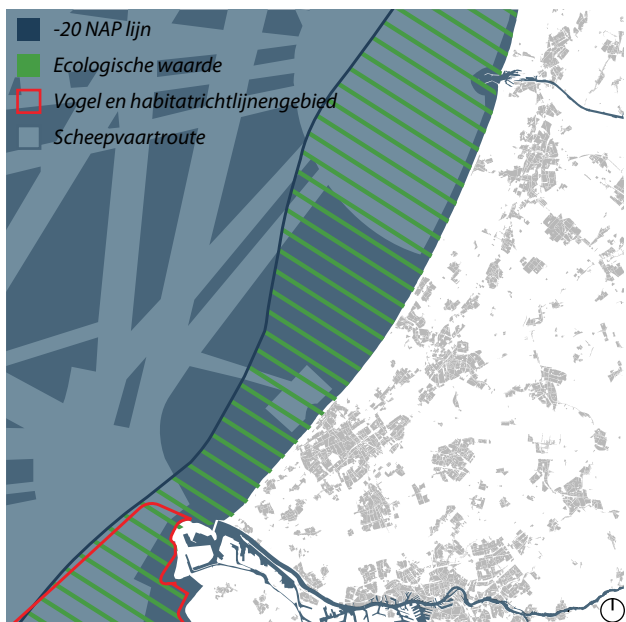 -20 NAP lijn
Ecologische waarde
Vogel en habitatrichtlijnengebied
Scheepvaartroute